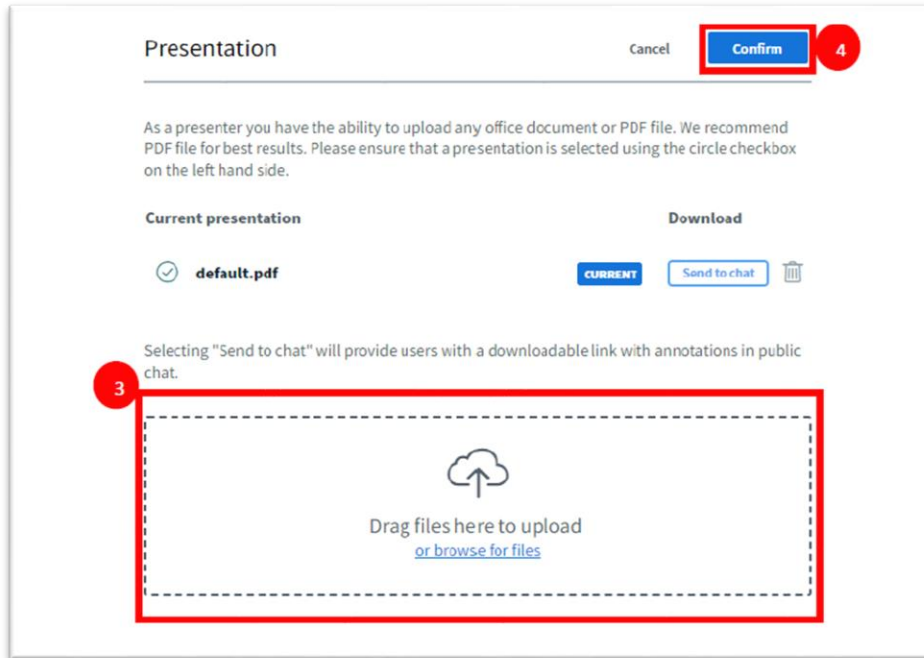 Presentation
Cancel
Confirm
4
As a presenter you have the ability to upload any office document or PDF file. We recommend
PDF file for best results. Please ensure that a presentation is selected using the circle checkbox
on the left hand side.
Current presentation
Download
default.pdf
CURRENT
Send to chat
Selecting "Send to chat" will provide users with a downloadable link with annotations in public
chat.
3
Drag files here to upload
or browse for files